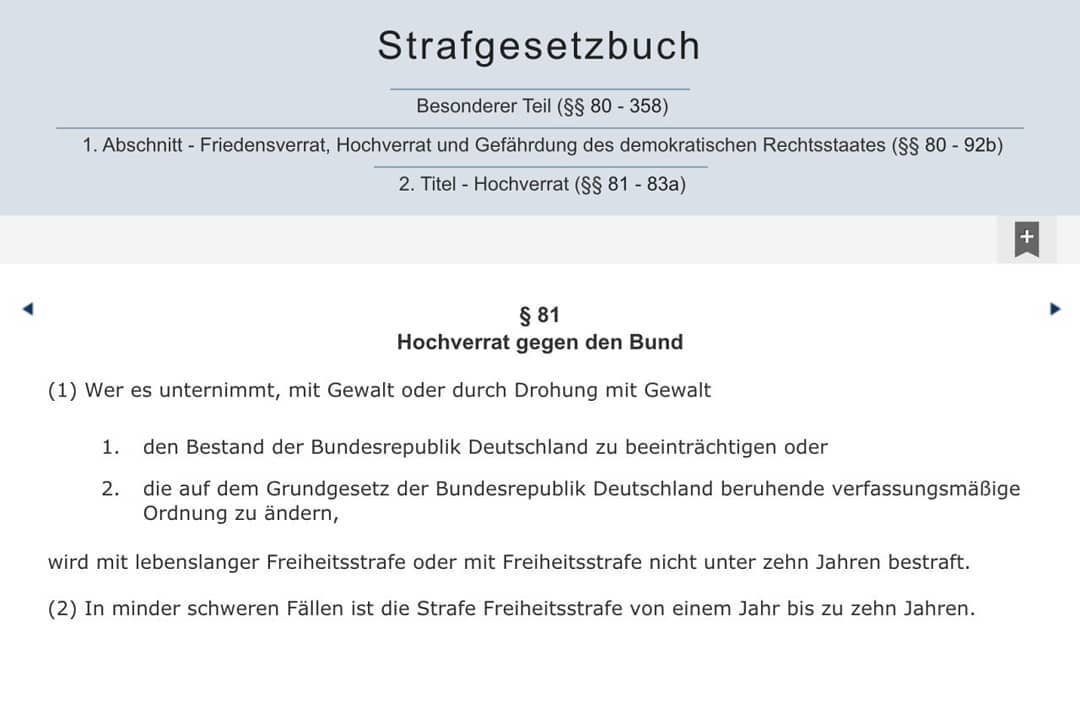 Strafgesetzbuch
Besonderer Teil (§§ 80 - 358)
1. Abschnitt - Friedensverrat, Hochverrat und Gefährdung des demokratischen Rechtsstaates (§§ 80 - 92b)
2. Titel - Hochverrat (§§ 81 - 83a)
§ 81
Hochverrat gegen den Bund
(1) Wer es unternimmt, mit Gewalt oder durch Drohung mit Gewalt
1. den Bestand der Bundesrepublik Deutschland zu beeinträchtigen oder
2. die auf dem Grundgesetz der Bundesrepublik Deutschland beruhende verfassungsmäßige
Ordnung zu ändern,
wird mit lebenslanger Freiheitsstrafe oder mit Freiheitsstrafe nicht unter zehn Jahren bestraft.
(2) In minder schweren Fällen ist die Strafe Freiheitsstrafe von einem Jahr bis zu zehn Jahren.